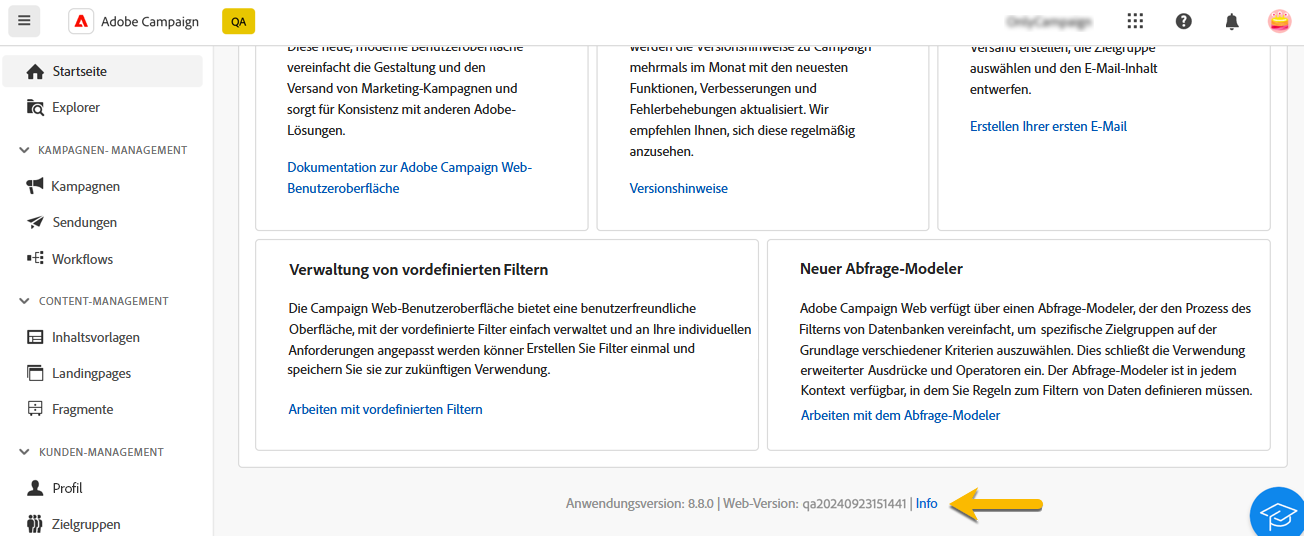 Adobe Campaign
QA
Startseite
Explorer
KAMPAGNEN- MANAGEMENT
Kampagnen
Sendungen
Workflows
CONTENT-MANAGEMENT
Inhaltsvorlagen
Landingpages
Fragmente
KUNDEN-MANAGEMENT
Profil
Zielgruppen
Diese neue, moderne Benutzeroberfläche
vereinfacht die Gestaltung und den
Versand von Marketing-Kampagnen und
sorgt für Konsistenz mit anderen Adobe-
Lösungen.
Dokumentation zur Adobe Campaign Web-
Benutzeroberfläche
werden die Versionshinweise zu Campaign
mehrmals im Monat mit den neuesten
Funktionen, Verbesserungen und
Fehlerbehebungen aktualisiert. Wir
empfehlen Ihnen, sich diese regelmäßig
anzusehen.
Versionshinweise
Versand erstellen, die Zielgruppe
auswählen und den E-Mail-Inhalt
entwerfen.
Erstellen Ihrer ersten E-Mail
Verwaltung von vordefinierten Filtern
Die Campaign Web-Benutzeroberfläche bietet eine benutzerfreundliche
Oberfläche, mit der vordefinierte Filter einfach verwaltet und an Ihre individuellen
Anforderungen angepasst werden könner Erstellen Sie Filter einmal und
speichern Sie sie zur zukünftigen Verwendung.
Arbeiten mit vordefinierten Filtern
Neuer Abfrage-Modeler
Adobe Campaign Web verfügt über einen Abfrage-Modeler, der den Prozess des
Filterns von Datenbanken vereinfacht, um spezifische Zielgruppen auf der
Grundlage verschiedener Kriterien auszuwählen. Dies schließt die Verwendung
erweiterter Ausdrücke und Operatoren ein. Der Abfrage-Modeler ist in jedem
Kontext verfügbar, in dem Sie Regeln zum Filtern von Daten definieren müssen.
Arbeiten mit dem Abfrage-Modeler
Anwendungsversion: 8.8.0 | Web-Version: qa20240923151441 | Info